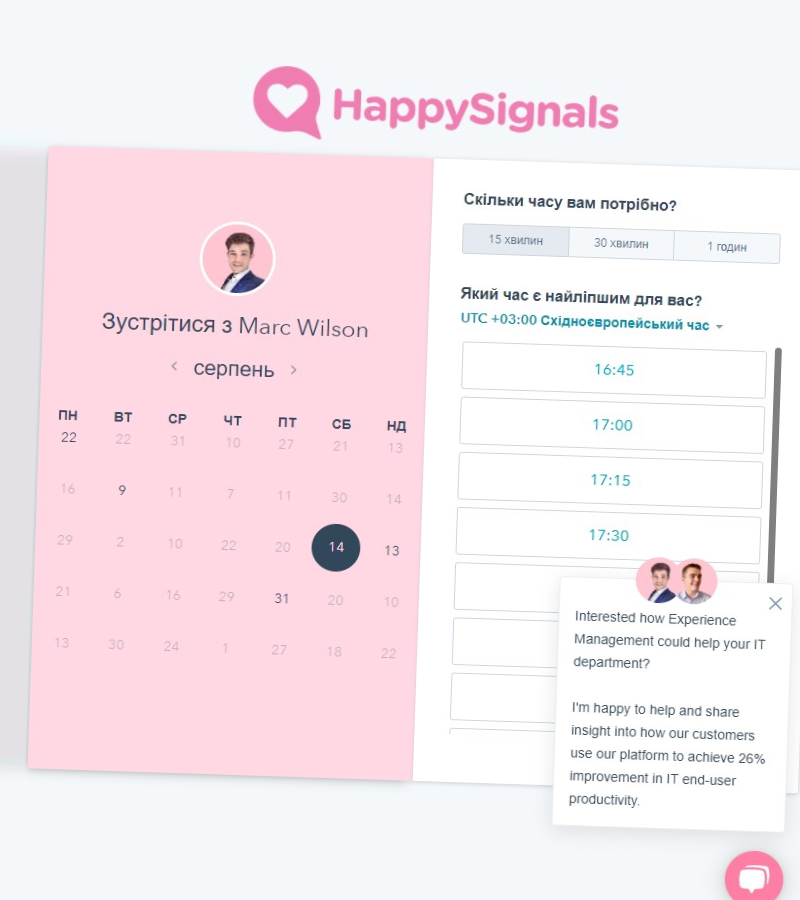 HappySignals
Зустрітися з Marc Wilson
серпень
ПН ВТ СР ЧТ ПТ СБ НД
22 22 31 10 27 21 13
16 9 11 7 11 30 14
29 2 10 22 20 14 13
21 6 16 29 31 20 10
13 30 24 1 27 18 22
Скільки часу вам потрібно?
15 хвилин 30 хвилин 1 годин
Який час є найліпшим для вас?
UTC +03:00 Східноєвропейський час
16:45
17:00
17:15
17:30
Interested how Experience
Management could help your IT
department?
I'm happy to help and share
insight into how our customers
use our platform to achieve 26%
improvement in IT end-user
productivity.